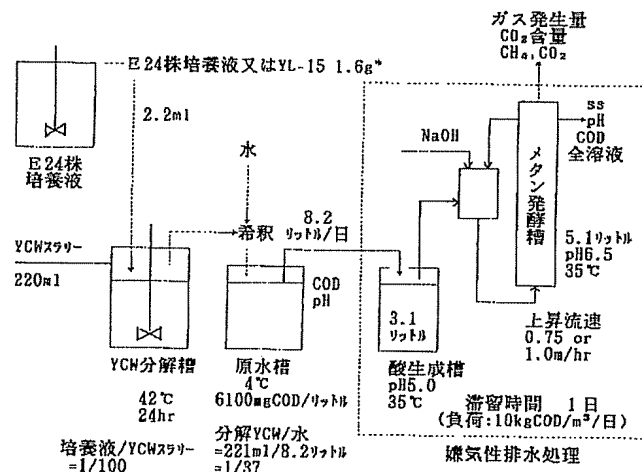 ガス発生量
CO₂含量
CH₄,CO₂
E24株培養液又はYL-15 1.6g*
2.2ml
E24株
培養液
水
NaOH
SS
pH
COD
全溶液
メタン発酵槽
8.2
リットル/日
希釈
YCWスラリー
220ml
COD
pH
5.1リットル
pH6.5
35℃
3.1
リットル
上昇流速
0.75 or
1.0m/hr
YCW分解槽
42℃
24hr
原水槽
4℃
6100mgCOD/リットル
酸生成槽
pH5.0
35℃
滞留時間 1日
(負荷:10kgCOD/m³/日)
培養液/YCWスラリー
=1/100
分解YCW/水
=221ml/8.2リットル
=1/37
嫌気性排水処理